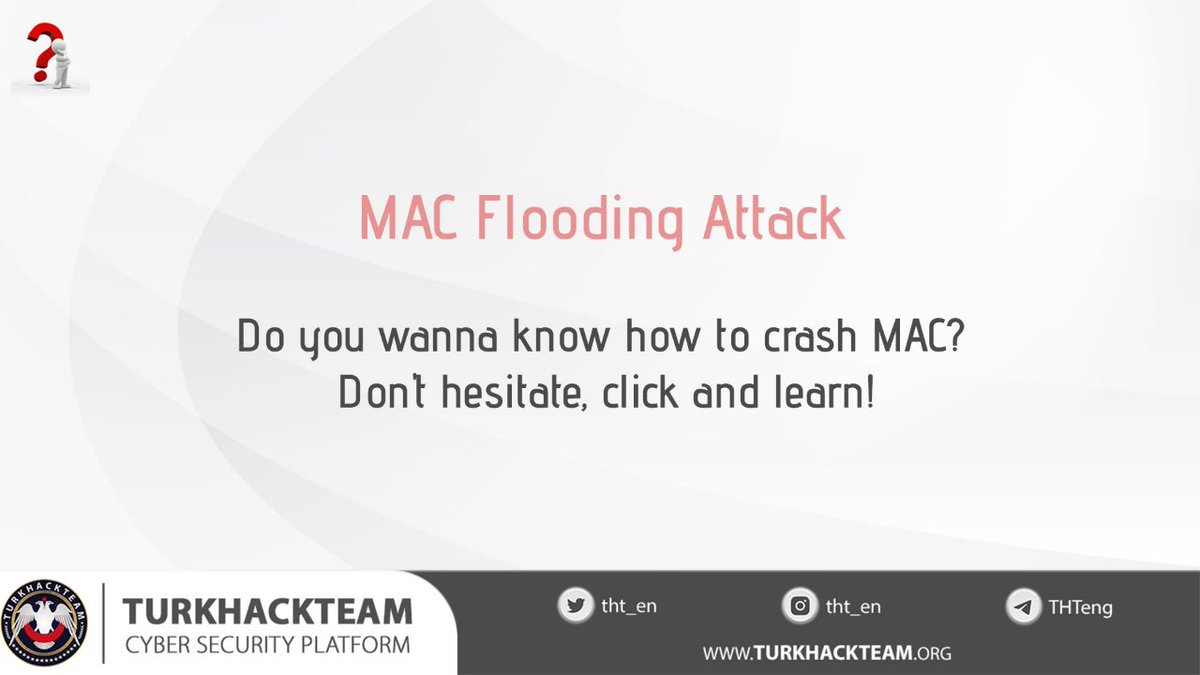 MAC Flooding Attack
Do you wanna know how to crash MAC?
Don't hesitate, click and learn!
TURKHACKTEAM
TURKHACKTEAM
CYBER SECURITY PLATFORM
tht_en
tht_en
THTeng
WWW.TURKHACKTEAM.ORG